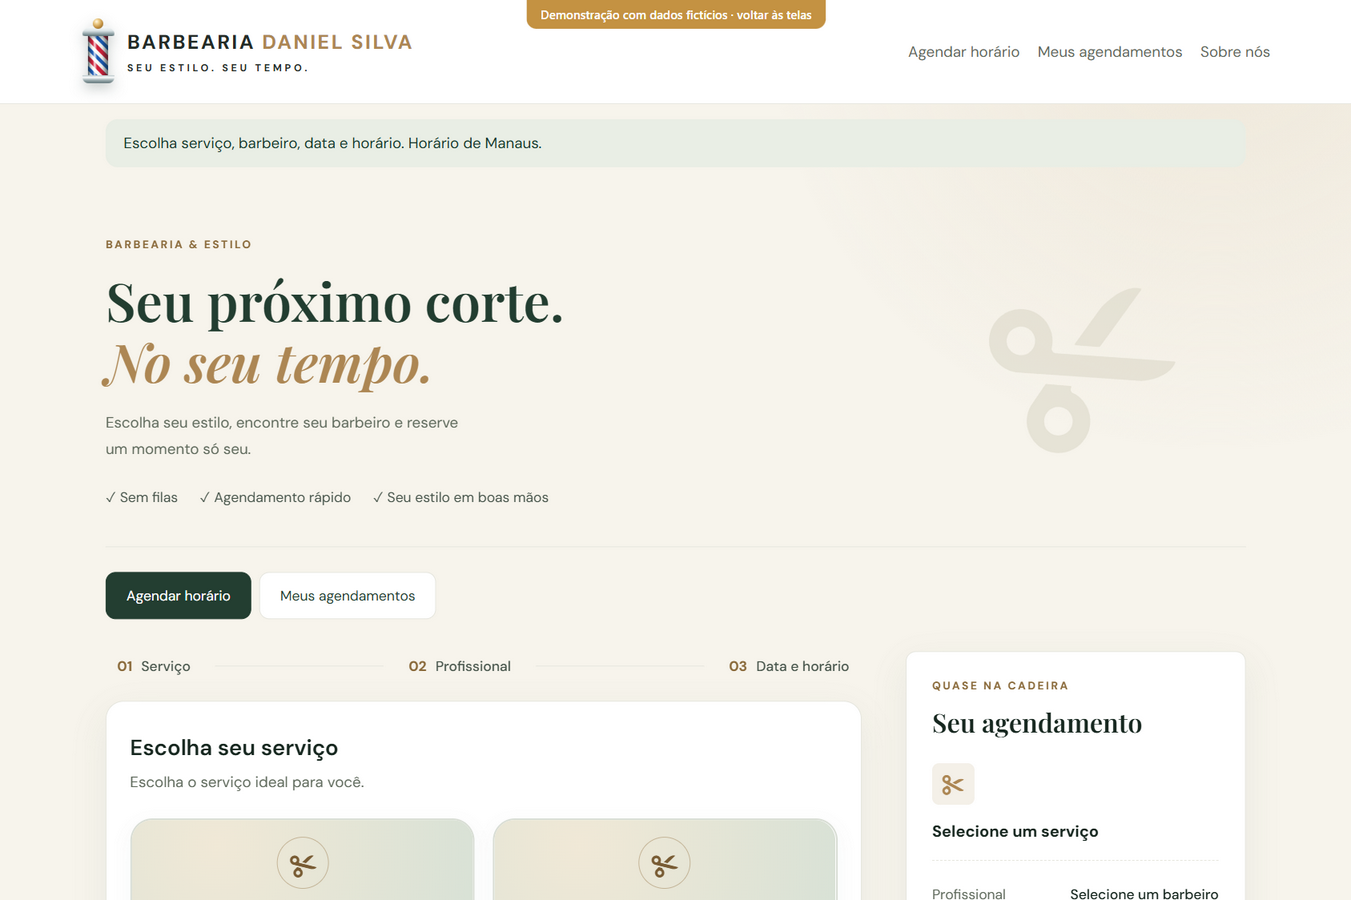 Demonstração com dados fictícios · voltar às telas
BARBEARIA DANIEL SILVA
SEU ESTILO. SEU TEMPO.
Agendar horário
Meus agendamentos
Sobre nós
Escolha serviço, barbeiro, data e horário. Horário de Manaus.
BARBEARIA & ESTILO
Seu próximo corte.
No seu tempo.
Escolha seu estilo, encontre seu barbeiro e reserve
um momento só seu.
✓ Sem filas
✓ Agendamento rápido
✓ Seu estilo em boas mãos
Agendar horário
Meus agendamentos
01 Serviço
02 Profissional
03 Data e horário
Escolha seu serviço
Escolha o serviço ideal para você.
QUASE NA CADEIRA
Seu agendamento
Selecione um serviço
Profissional
Selecione um barbeiro